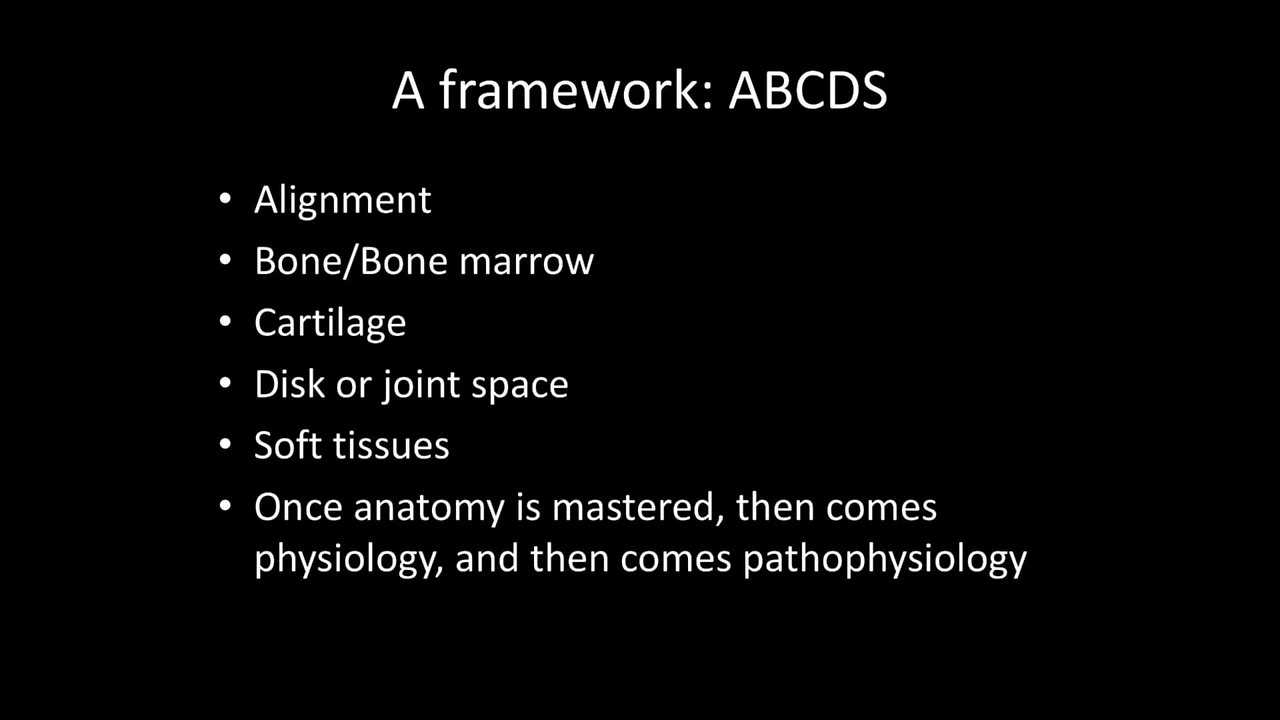 A framework: ABCDS
• Alignment
• Bone/Bone marrow
• Cartilage
• Disk or joint space
• Soft tissues
• Once anatomy is mastered, then comes
physiology, and then comes pathophysiology